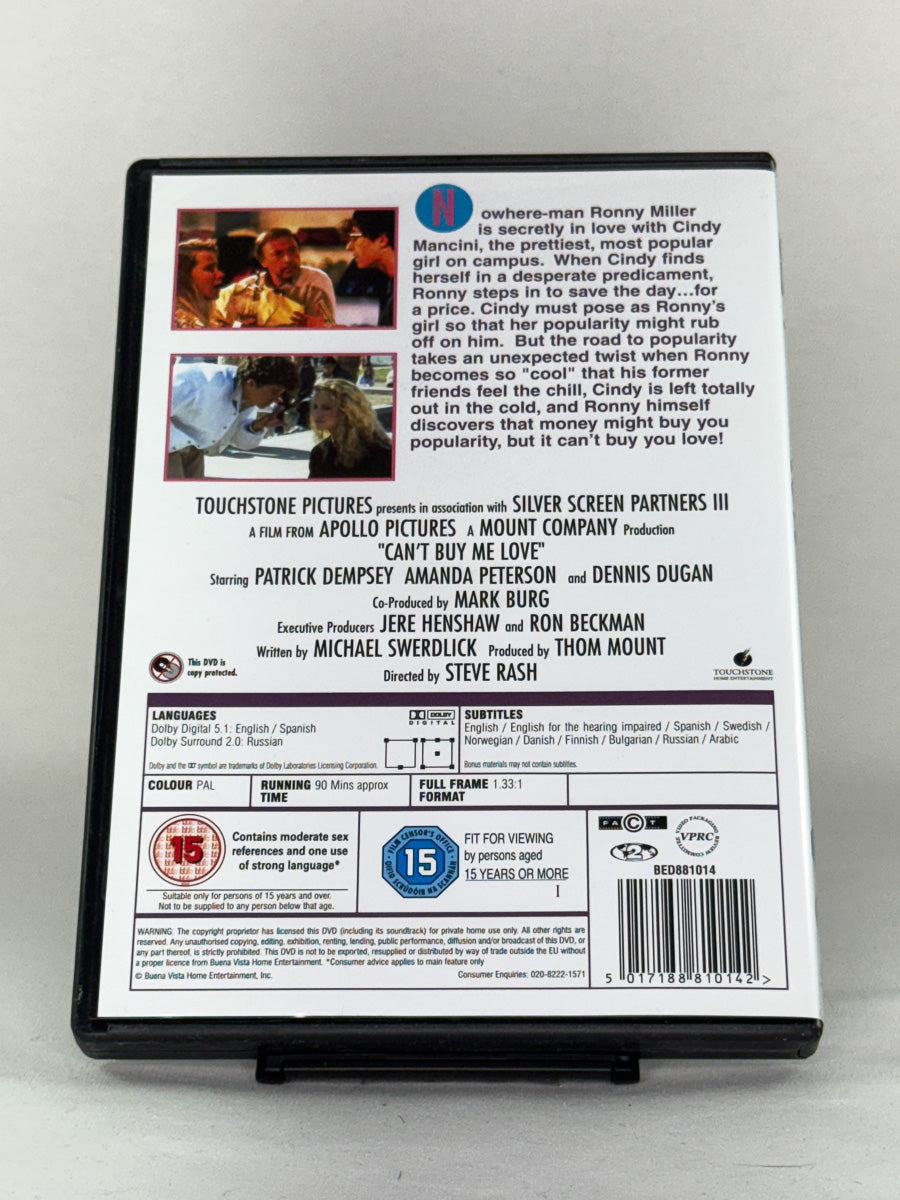 Nowhere-man Ronny Miller
is secretly in love with Cindy
Mancini, the prettiest, most popular
girl on campus. When Cindy finds
herself in a desperate predicament,
Ronny steps in to save the day...for
a price. Cindy must pose as Ronny's
girl so that her popularity might rub
off on him. But the road to popularity
takes an unexpected twist when Ronny
becomes so "cool" that his former
friends feel the chill, Cindy is left totally
out in the cold, and Ronny himself
discovers that money might buy you
popularity, but it can't buy you love!
TOUCHSTONE PICTURES presents in association with SILVER SCREEN PARTNERS III
A FILM FROM APOLLO PICTURES A MOUNT COMPANY Production
"CAN'T BUY ME LOVE"
Starring PATRICK DEMPSEY AMANDA PETERSON and DENNIS DUGAN
Co-Produced by MARK BURG
Executive Producers JERE HENSHAW and RON BECKMAN
Written by MICHAEL SWERDLICK Produced by THOM MOUNT
Directed by STEVE RASH
This DVD is
copy protected.
TOUCHSTONE
HOME ENTERTAINMENT
LANGUAGES
Dolby Digital 5.1: English / Spanish
Dolby Surround 2.0: Russian
DOLBY
DIGITAL
Dolby and the DD symbol are trademarks of Dolby Laboratories Licensing Corporation.
SUBTITLES
English / English for the hearing impaired / Spanish / Swedish /
Norwegian / Danish / Finnish / Bulgarian / Russian / Arabic
Bonus materials may not contain subtitles.
COLOUR PAL
RUNNING TIME 90 Mins approx
FULL FRAME FORMAT 1.33:1
15
Contains moderate sex
references and one use
of strong language*
Suitable only for persons of 15 years and over.
Not to be supplied to any person below that age.
FILM CENSOR'S OFFICE
15
OIFIG SCRÚDÓIR NA SCANNÁN
FIT FOR VIEWING
by persons aged
15 YEARS OR MORE
I
FACT
VIDEO PACKAGING
VPRC
REVIEW COMMITTEE
2
BED881014
5 017188 810142 >
WARNING: The copyright proprietor has licensed this DVD (including its soundtrack) for private home use only. All other rights are
reserved. Any unauthorised copying, editing, exhibition, renting, lending, public performance, diffusion and/or broadcast of this DVD, or
any part thereof, is strictly prohibited. This DVD is not to be exported, resupplied or distributed by way of trade outside the EU without
a proper licence from Buena Vista Home Entertainment. *Consumer advice applies to main feature only
© Buena Vista Home Entertainment, Inc.
Consumer Enquiries: 020-8222-1571